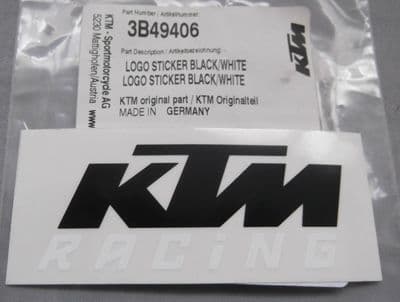 Part Number / Artikelnummer:
3B49406
Part Description / Artikelbezeichnung:
LOGO STICKER BLACK/WHITE
LOGO STICKER BLACK/WHITE
KTM original part / KTM Originalteil
MADE IN GERMANY
KTM - Sportmotorcycle AG
5230 Mattighofen/Austria
www.
KTM
KTM
RACING